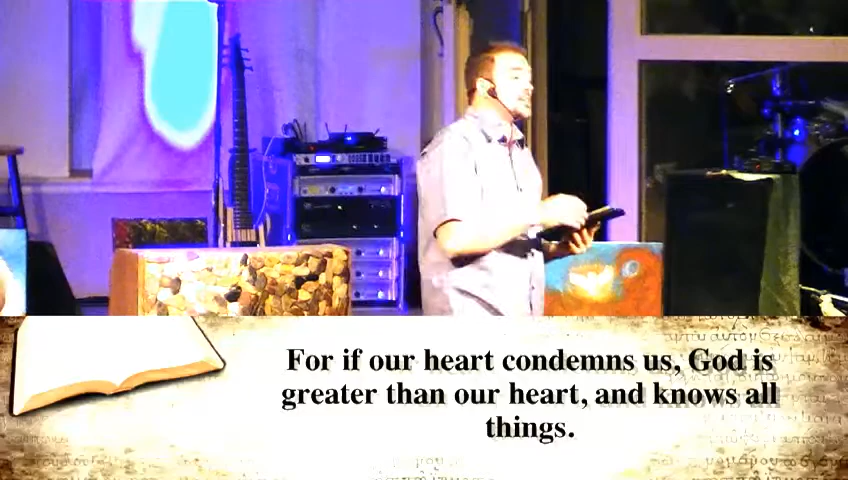 For if our heart condemns us, God is
greater than our heart, and knows all
things.